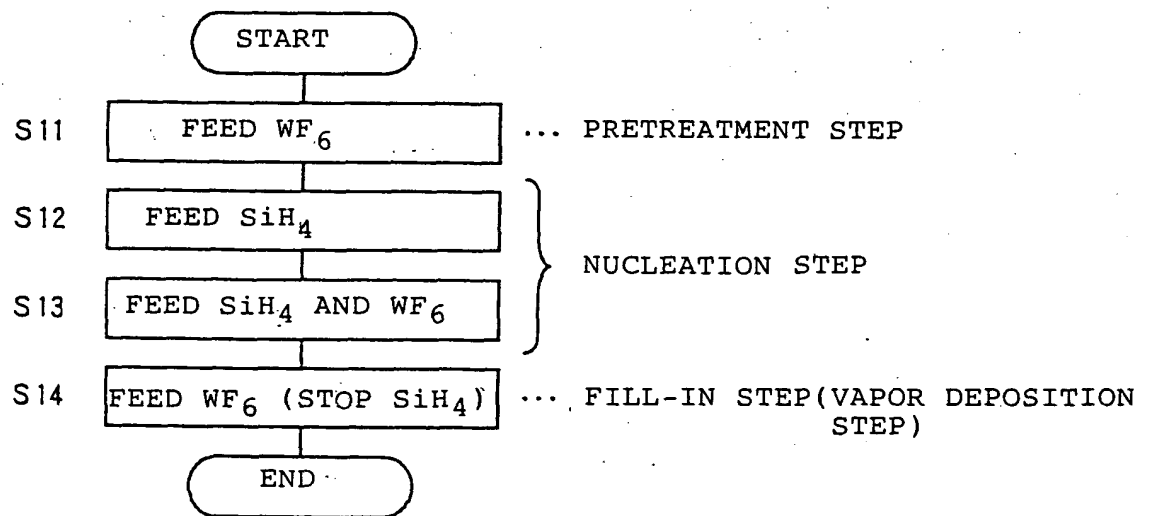 START
S11 FEED WF6 ... PRETREATMENT STEP
S12 FEED SiH4
NUCLEATION STEP
S13 FEED SiH4 AND WF6
S14 FEED WF6 (STOP SiH4) ... FILL-IN STEP(VAPOR DEPOSITION
STEP)
END